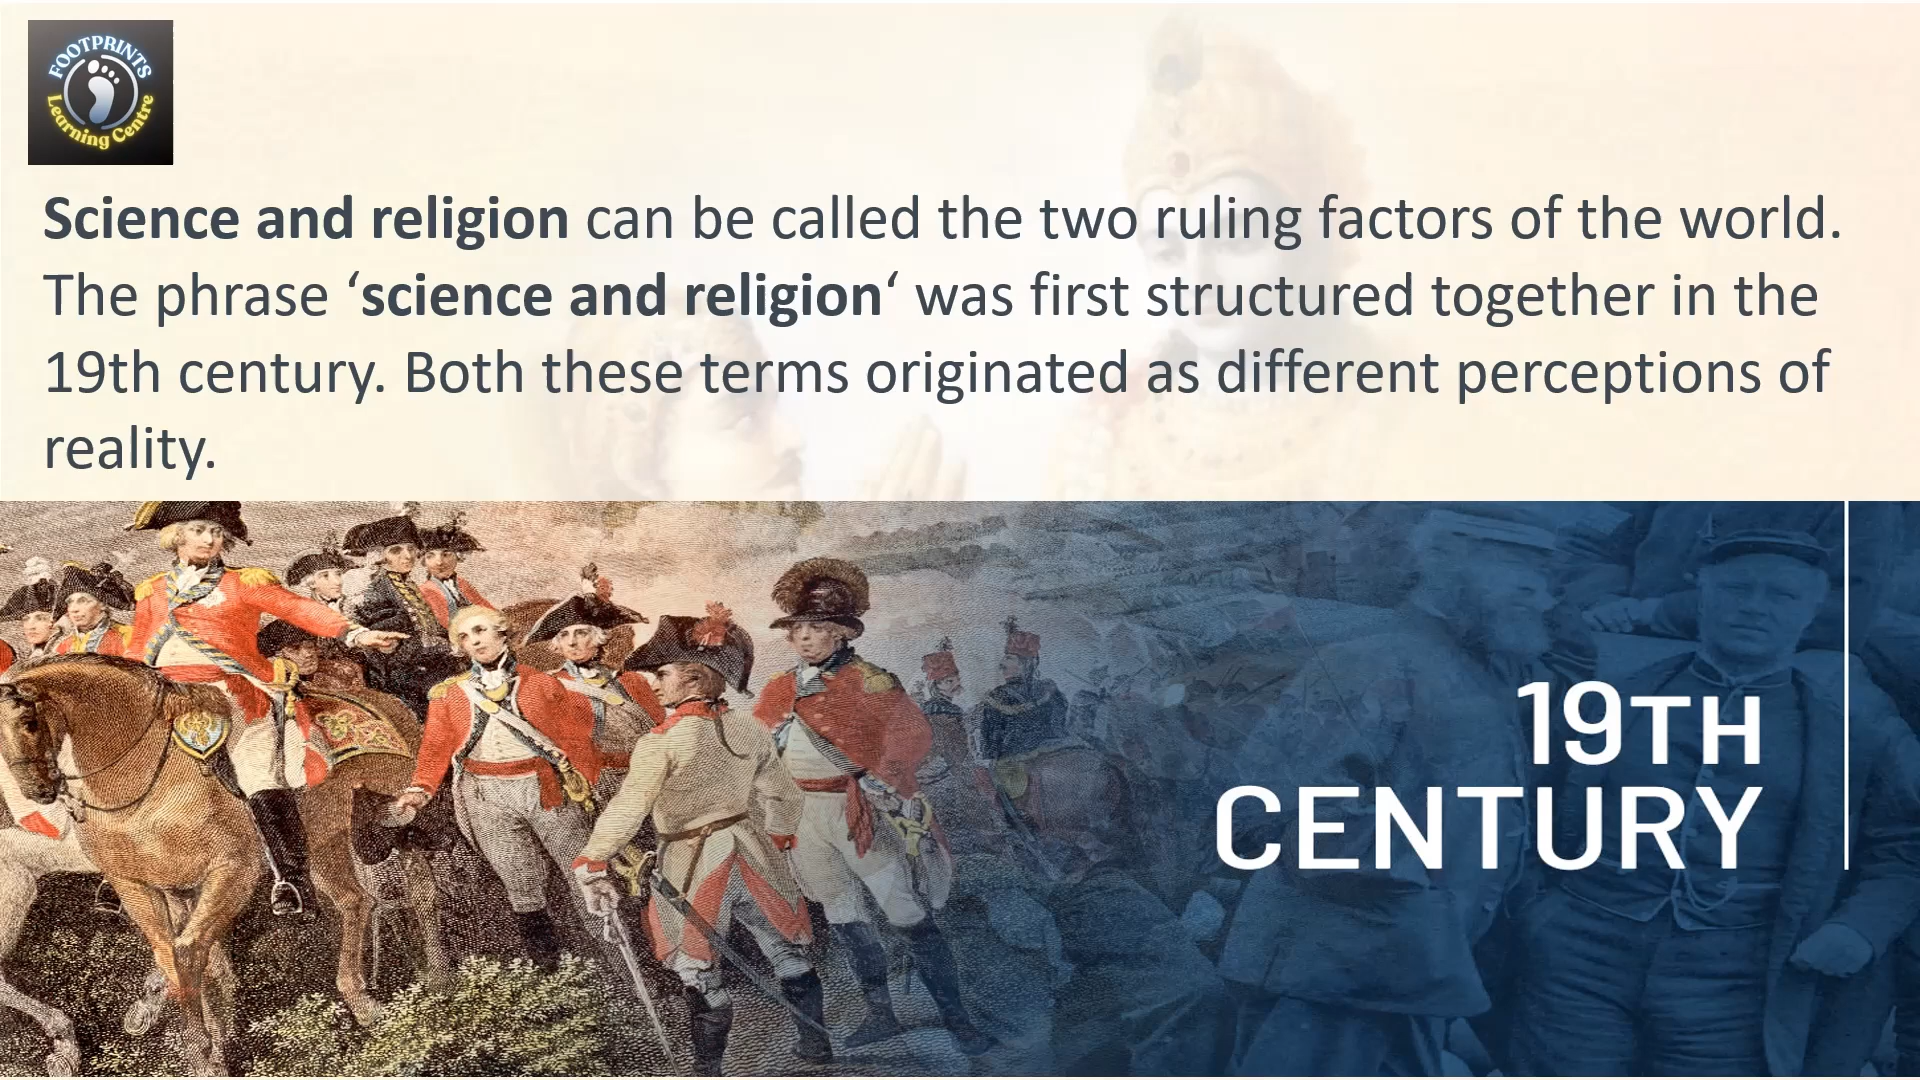 FOOTPRINTS
Learning Centre
Science and religion can be called the two ruling factors of the world.
The phrase ‘science and religion‘ was first structured together in the
19th century. Both these terms originated as different perceptions of
reality.
19TH
CENTURY